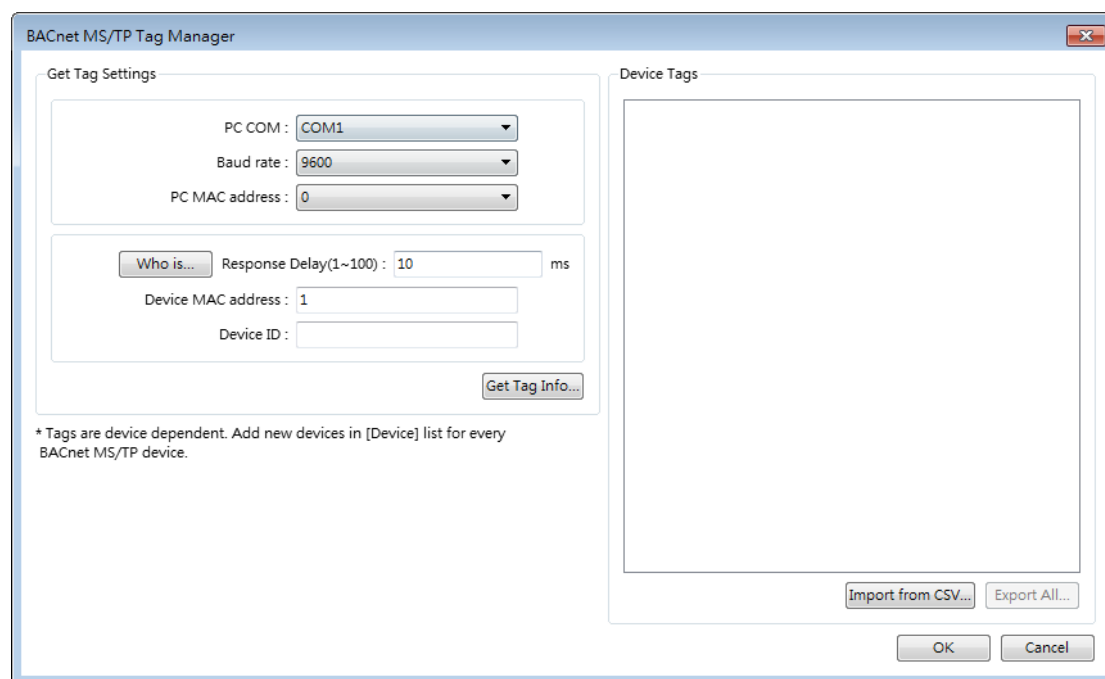 BACnet MS/TP Tag Manager
Get Tag Settings
PC COM : COM1
Baud rate : 9600
PC MAC address : 0
Who is... Response Delay(1~100) : 10 ms
Device MAC address : 1
Device ID :
Get Tag Info...
* Tags are device dependent. Add new devices in [Device] list for every
BACnet MS/TP device.
Device Tags
Import from CSV... Export All...
OK Cancel